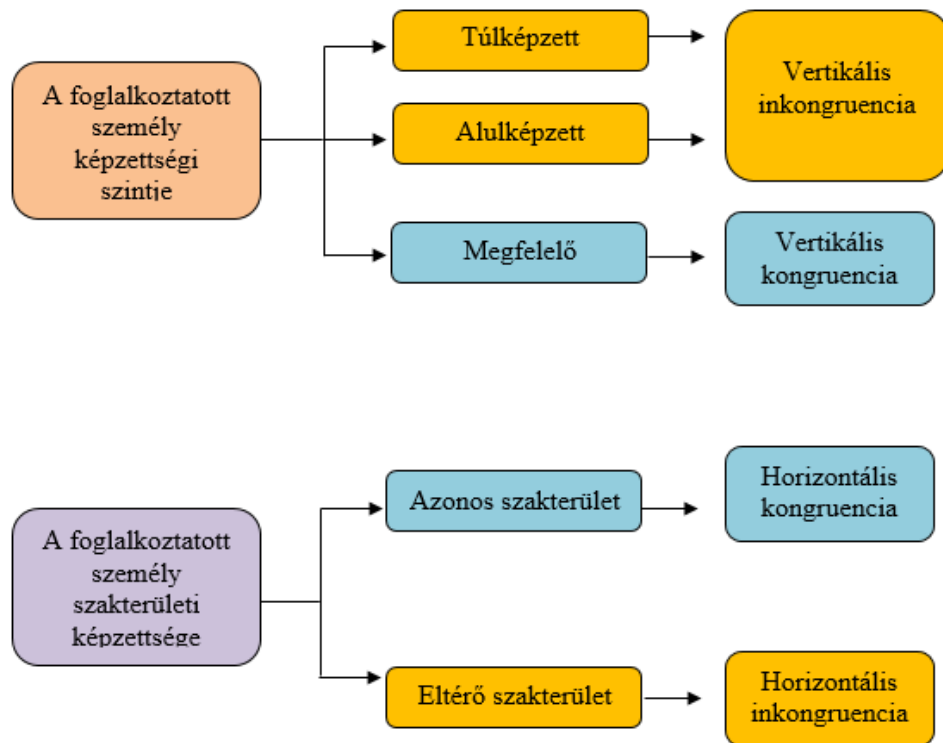 A foglalkoztatott
személy
képzettségi
szintje
Túlképzett
Alulképzett
Megfelelő
Vertikális
inkongruencia
Vertikális
kongruencia
A foglalkoztatott
személy
szakterületi
képzettsége
Azonos szakterület
Eltérő szakterület
Horizontális
kongruencia
Horizontális
inkongruencia